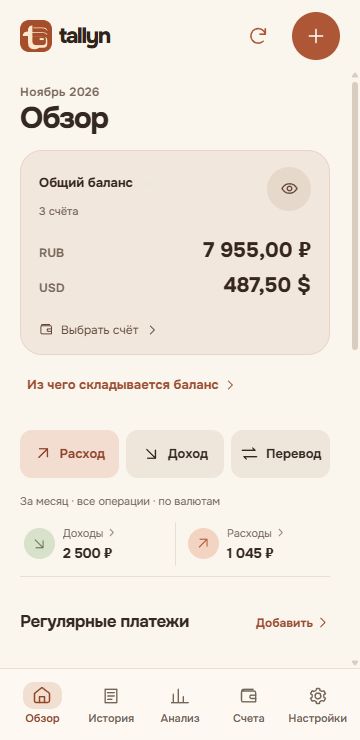 tallyn
Ноябрь 2026
Обзор
Общий баланс
3 счёта
RUB 7 955,00 ₽
USD 487,50 $
Выбрать счёт
Из чего складывается баланс
Расход Доход Перевод
За месяц · все операции · по валютам
Доходы Расходы
2 500 ₽ 1 045 ₽
Регулярные платежи Добавить
Обзор История Анализ Счета Настройки